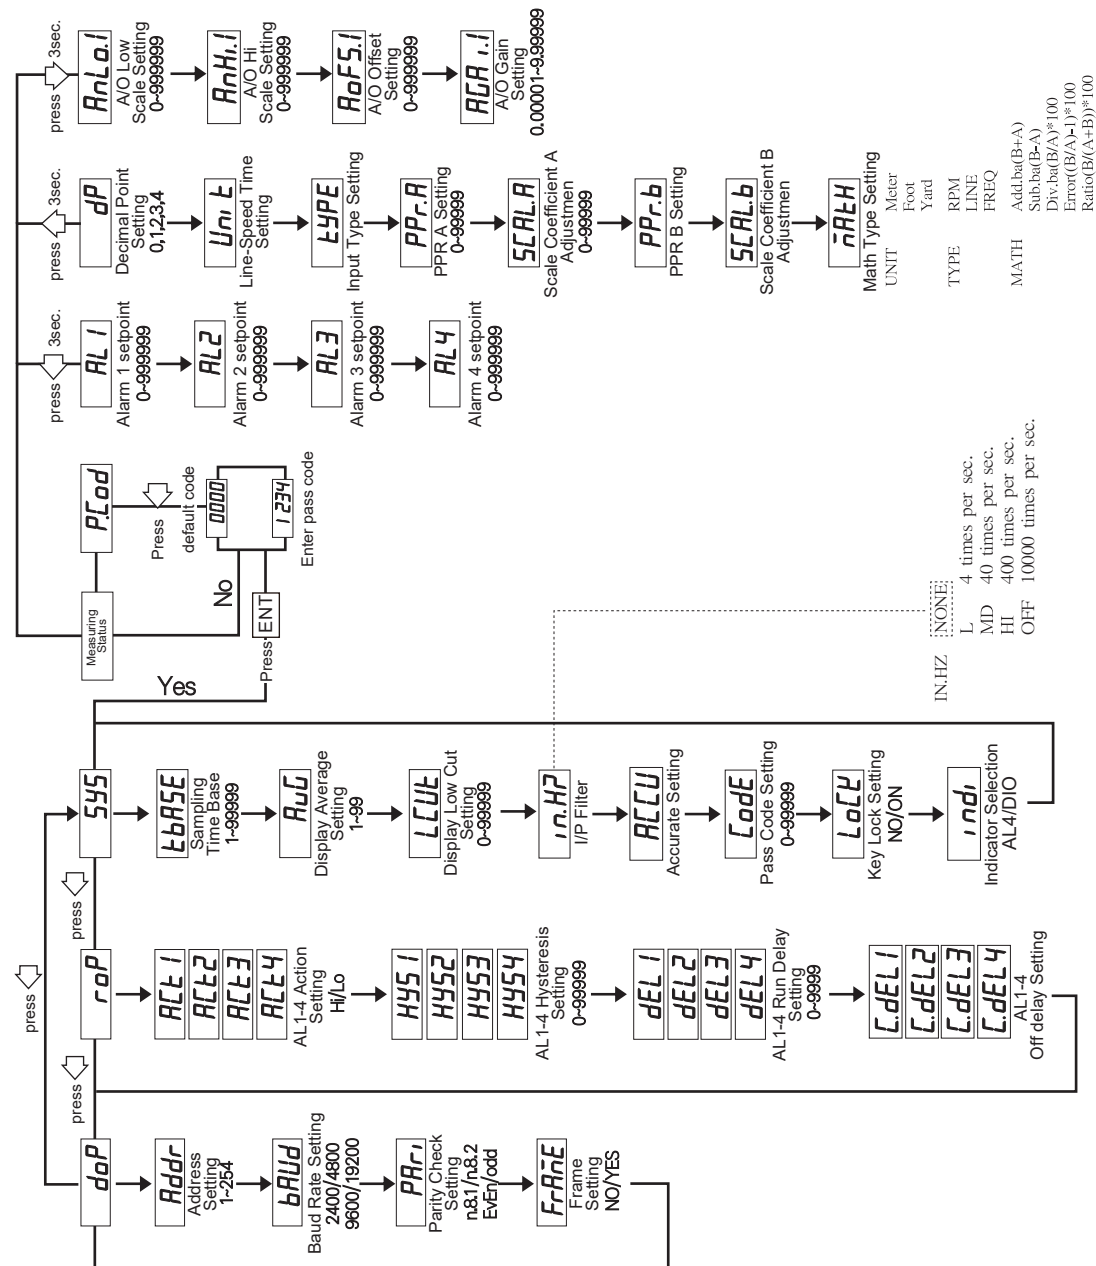 press
3sec.
AnLo.1
A/O Low
Scale Setting
0~999999
AnHi.1
A/O Hi
Scale Setting
0~999999
AoFS.1
A/O Offset
Setting
0~999999
AGAi.1
A/O Gain
Setting
0.00001~9.99999
press
3sec.
dP
Decimal Point
Setting
0,1,2,3,4
Unit
Line-Speed Time
Setting
tYPE
Input Type Setting
PPr.A
PPR A Setting
0~99999
SCAL.A
Scale Coefficient A
Adjustmen
0~99999
PPr.b
PPR B Setting
SCAL.b
Scale Coefficient B
Adjustmen
mAtH
Math Type Setting
UNIT Meter
Foot
Yard
TYPE RPM
LINE
FREQ
MATH Add.ba(B+A)
Sub.ba(B-A)
Div.ba(B/A)*100
Error((B/A)-1)*100
Ratio(B/(A+B))*100
press
3sec.
AL1
Alarm 1 setpoint
0~999999
AL2
Alarm 2 setpoint
0~999999
AL3
Alarm 3 setpoint
0~999999
AL4
Alarm 4 setpoint
0~999999
Measuring
Status
P.Cod
Press
default code
0000
1234
Enter pass code
No
Yes
Press
ENT
IN.HZ NONE
L 4 times per sec.
MD 40 times per sec.
HI 400 times per sec.
OFF 10000 times per sec.
SYS
tbASE
Sampling
Time Base
1~99999
AvG
Display Average
Setting
1~99
LCUt
Display Low Cut
Setting
0~99999
in.HZ
I/P Filter
ACCU
Accurate Setting
CodE
Pass Code Setting
0~99999
LoCK
Key Lock Setting
NO/ON
indi
Indicator Selection
AL4/DIO
press
press
roP
ACt1
ACt2
ACt3
ACt4
AL1-4 Action
Setting
Hi/Lo
HYS1
HYS2
HYS3
HYS4
AL1-4 Hysteresis
Setting
0~99999
dEL1
dEL2
dEL3
dEL4
AL1-4 Run Delay
Setting
0~9999
C.dEL1
C.dEL2
C.dEL3
C.dEL4
AL1-4
Off delay Setting
press
doP
Addr
Address
Setting
1~254
bAUd
Baud Rate Setting
2400/4800
9600/19200
PAri
Parity Check
Setting
n.8.1/n.8.2
EvEn/odd
FrAmE
Frame
Setting
NO/YES